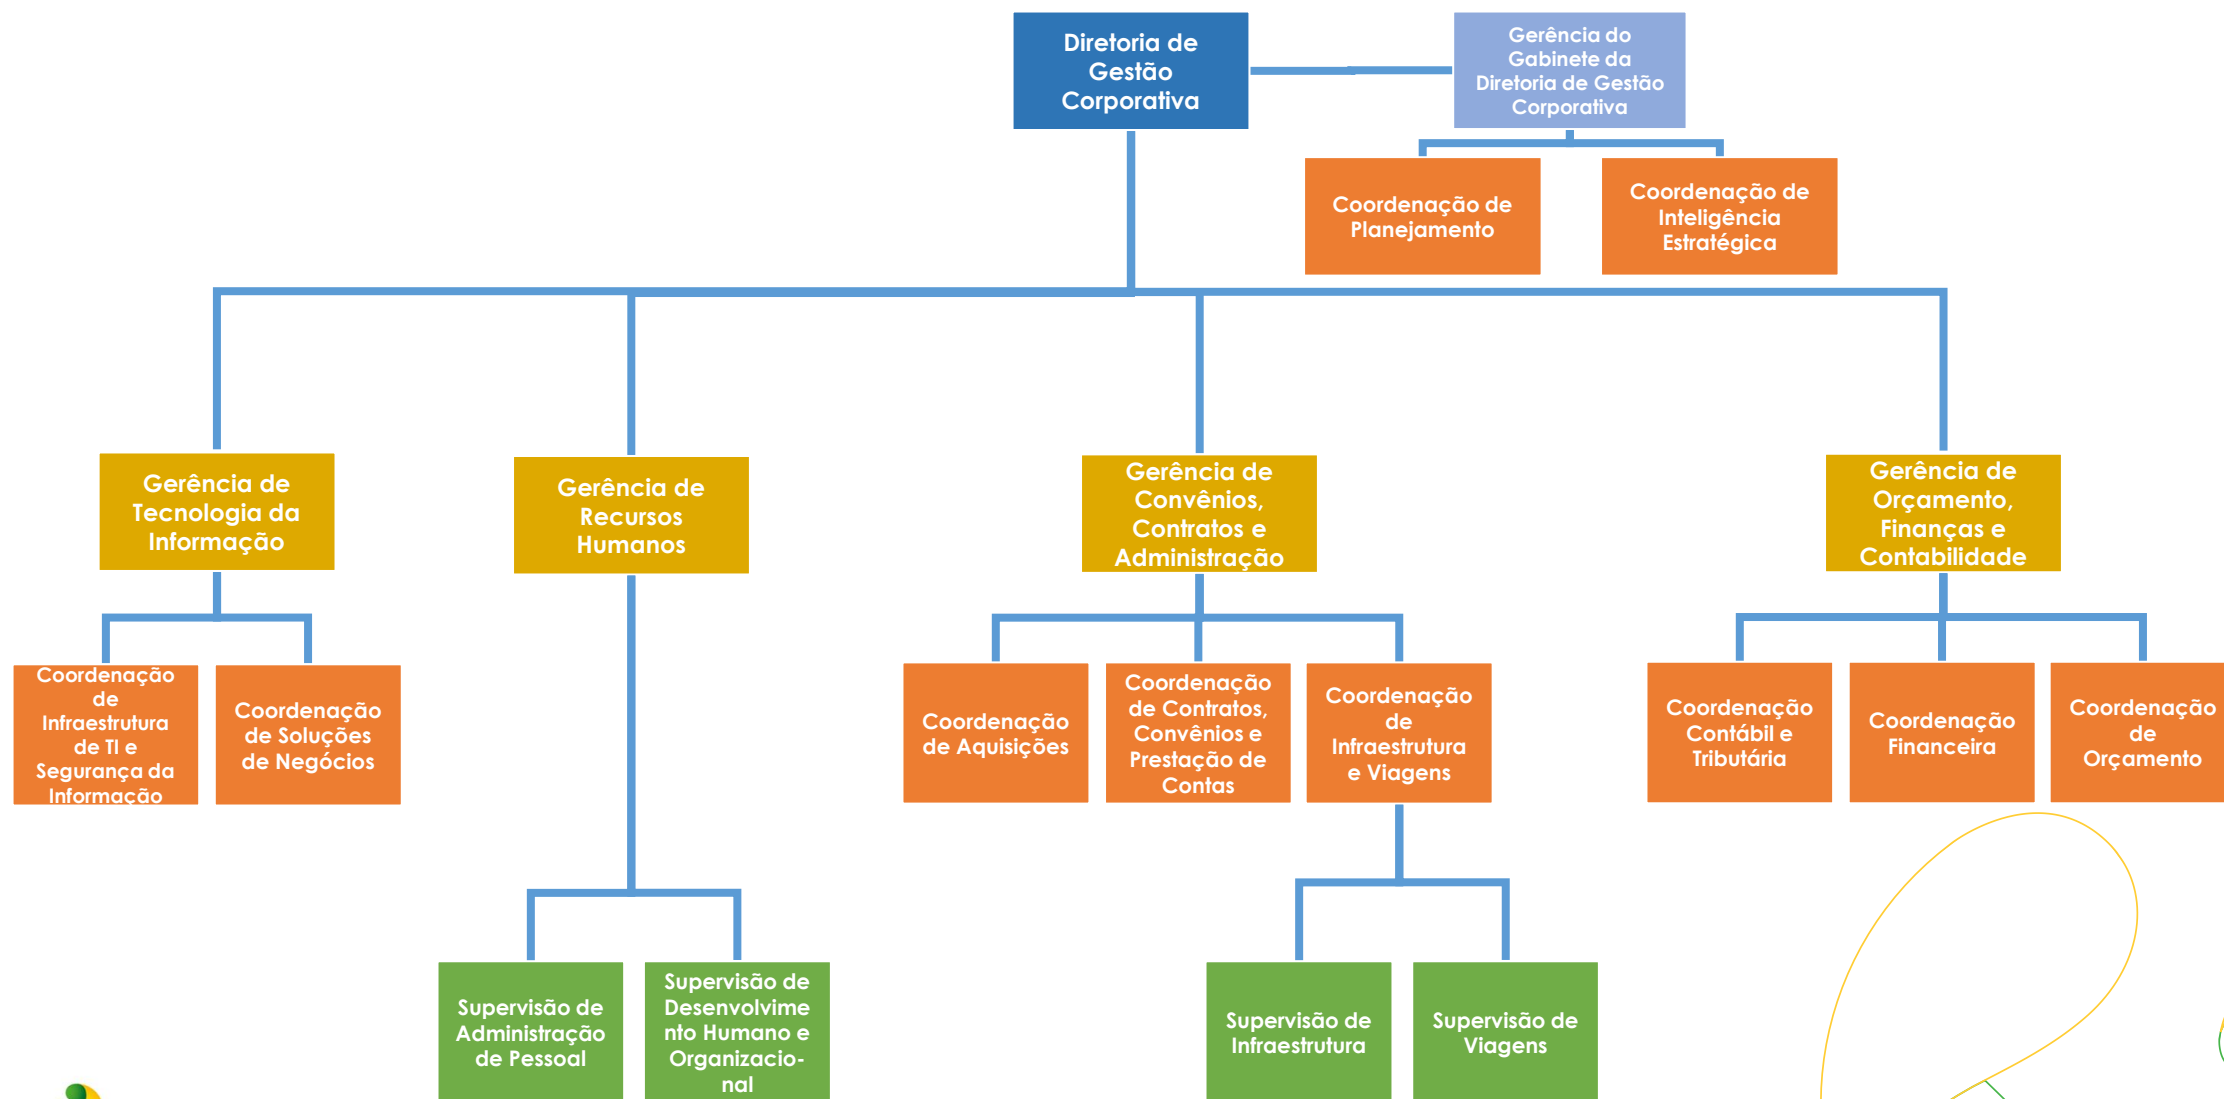 Diretoria de
Gestão
Corporativa
Gerência do
Gabinete da
Diretoria de Gestão
Corporativa
Coordenação de
Planejamento
Coordenação de
Inteligência
Estratégica
Gerência de
Tecnologia da
Informação
Gerência de
Recursos
Humanos
Gerência de
Convênios,
Contratos e
Administração
Gerência de
Orçamento,
Finanças e
Contabilidade
Coordenação
de
Infraestrutura
de TI e
Segurança da
Informação
Coordenação
de Soluções
de Negócios
Coordenação
de Aquisições
Coordenação
de Contratos,
Convênios e
Prestação de
Contas
Coordenação
de
Infraestrutura
e Viagens
Coordenação
Contábil e
Tributária
Coordenação
Financeira
Coordenação
de
Orçamento
Supervisão de
Administração
de Pessoal
Supervisão de
Desenvolvime
nto Humano e
Organizacio-
nal
Supervisão de
Infraestrutura
Supervisão de
Viagens